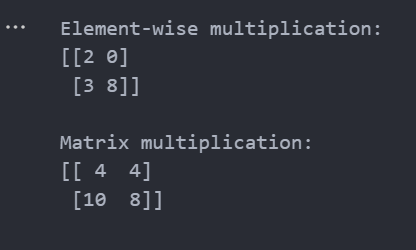 ... Element-wise multiplication:
[[2 0]
 [3 8]]

Matrix multiplication:
[[ 4  4]
 [10  8]]